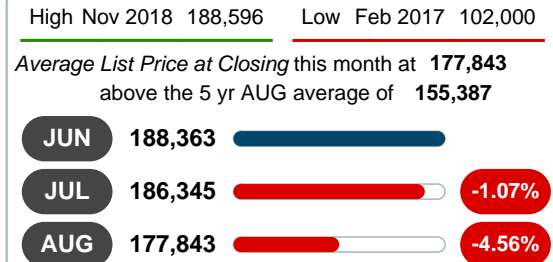 High Nov 2018 188,596 Low Feb 2017 102,000
Average List Price at Closing this month at 177,843
above the 5 yr AUG average of 155,387
JUN 188,363
JUL 186,345 -1.07%
AUG 177,843 -4.56%